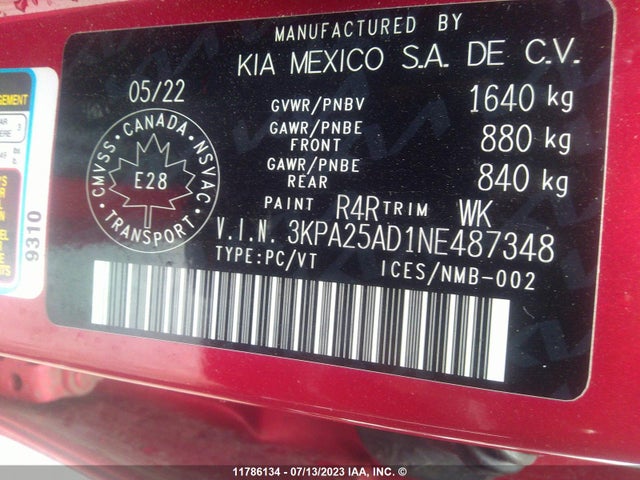 MANUFACTURED BY
KIA MEXICO S.A. DE C.V.
05/22
GVWR/PNBV 1640 kg
GAWR/PNBE
FRONT 880 kg
GAWR/PNBE
REAR 840 kg
PAINT R4R TRIM WK
V.I.N. 3KPA25AD1NE487348
TYPE:PC/VT ICES/NMB-002
CMVSS • CANADA • NSVAC
E28
• TRANSPORT •
9310
11786134 - 07/13/2023 IAA, INC. ©